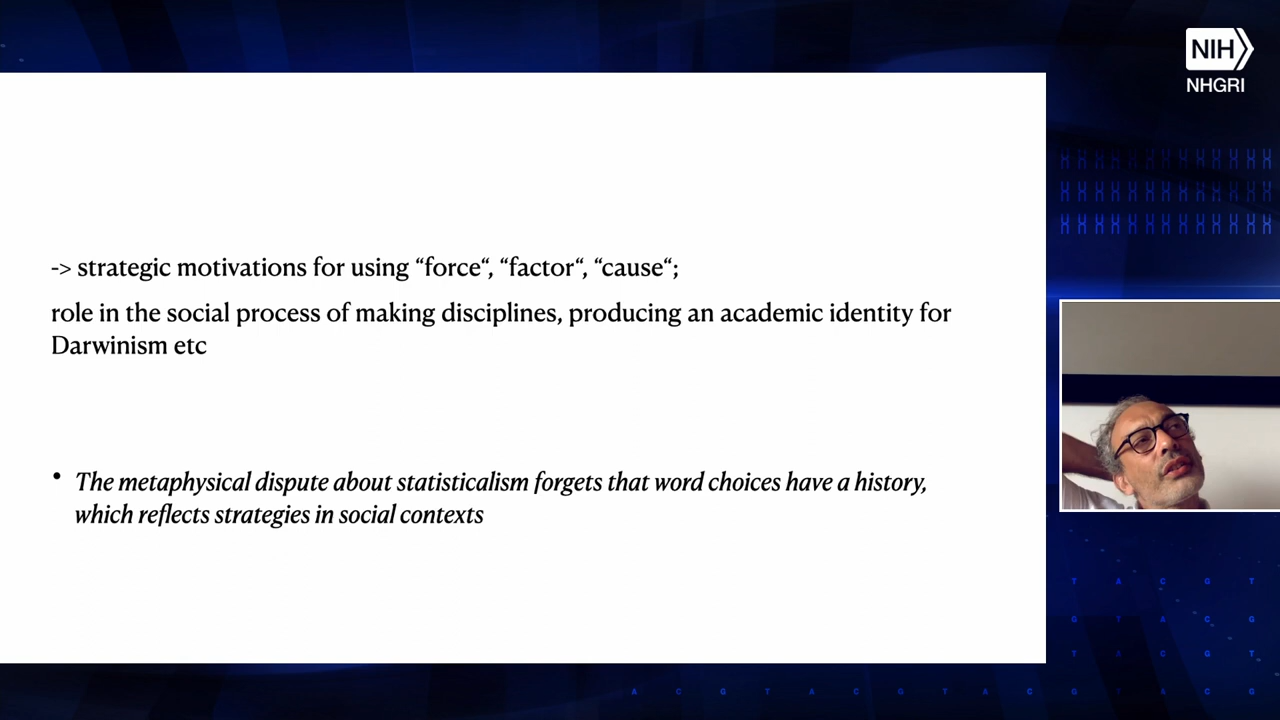 NIH
NHGRI
-> strategic motivations for using “force“, “factor“, “cause“;
role in the social process of making disciplines, producing an academic identity for
Darwinism etc
• The metaphysical dispute about statisticalism forgets that word choices have a history,
which reflects strategies in social contexts
T A C G T
G T A C G
T A C G T
A C G T A C G T A C G T A C G